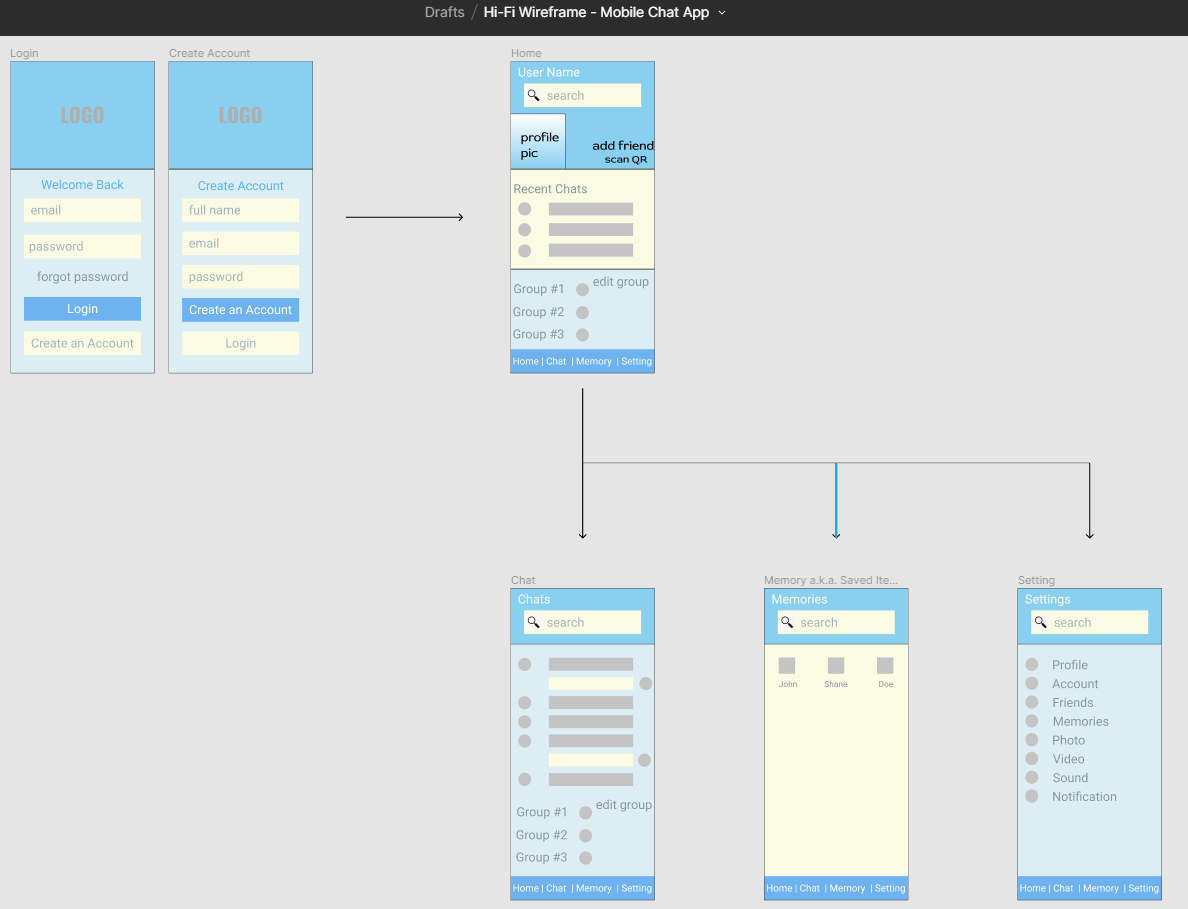 Drafts / Hi-Fi Wireframe - Mobile Chat App
Login
LOGO
Welcome Back
email
password
forgot password
Login
Create an Account
Create Account
LOGO
Create Account
full name
email
password
Create an Account
Login
Home
User Name
search
profile
pic
add friend
scan QR
Recent Chats
Group #1
edit group
Group #2
Group #3
Home | Chat | Memory | Setting
Chat
Chats
search
Group #1
edit group
Group #2
Group #3
Home | Chat | Memory | Setting
Memory a.k.a. Saved Ite...
Memories
search
John Shane Doe
Home | Chat | Memory | Setting
Setting
Settings
search
Profile
Account
Friends
Memories
Photo
Video
Sound
Notification
Home | Chat | Memory | Setting